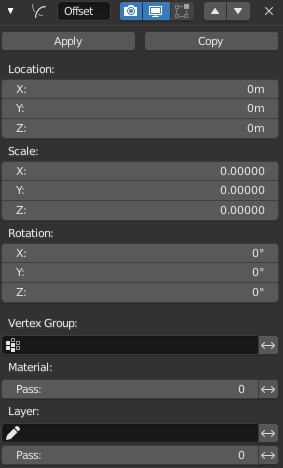 Offset
Apply Copy
Location:
X: 0m
Y: 0m
Z: 0m
Scale:
X: 0.00000
Y: 0.00000
Z: 0.00000
Rotation:
X: 0°
Y: 0°
Z: 0°
Vertex Group:
Material:
Pass: 0
Layer:
Pass: 0